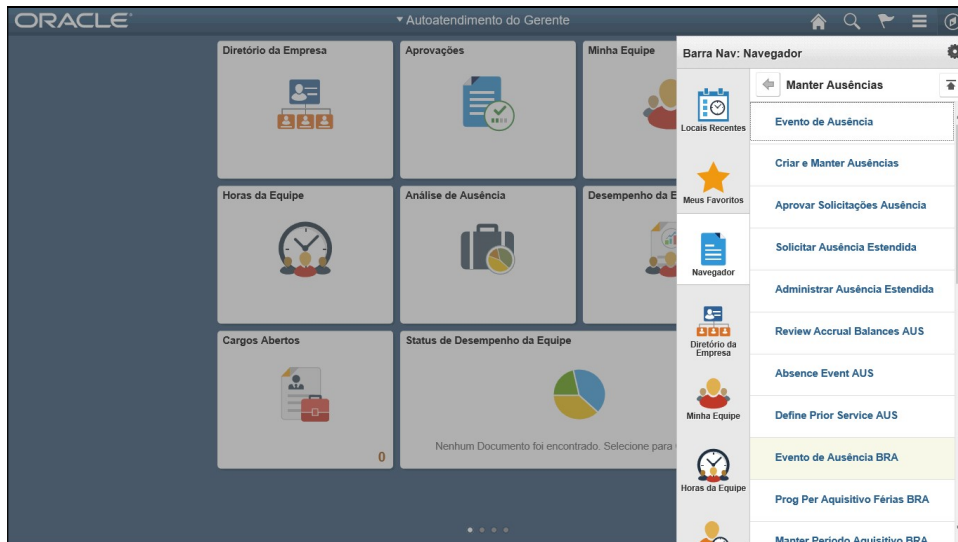 ORACLE
Autoatendimento do Gerente
Diretório da Empresa
Aprovações
Minha Equipe
Horas da Equipe
Análise de Ausência
Desempenho da E
Cargos Abertos
0
Status de Desempenho da Equipe
Nenhum Documento foi encontrado. Selecione para
Barra Nav: Navegador
Locais Recentes
Meus Favoritos
Navegador
Diretório da
Empresa
Minha Equipe
Horas da Equipe
Manter Ausências
Evento de Ausência
Criar e Manter Ausências
Aprovar Solicitações Ausência
Solicitar Ausência Estendida
Administrar Ausência Estendida
Review Accrual Balances AUS
Absence Event AUS
Define Prior Service AUS
Evento de Ausência BRA
Prog Per Aquisitivo Férias BRA
Manter Período Aquisitivo BRA